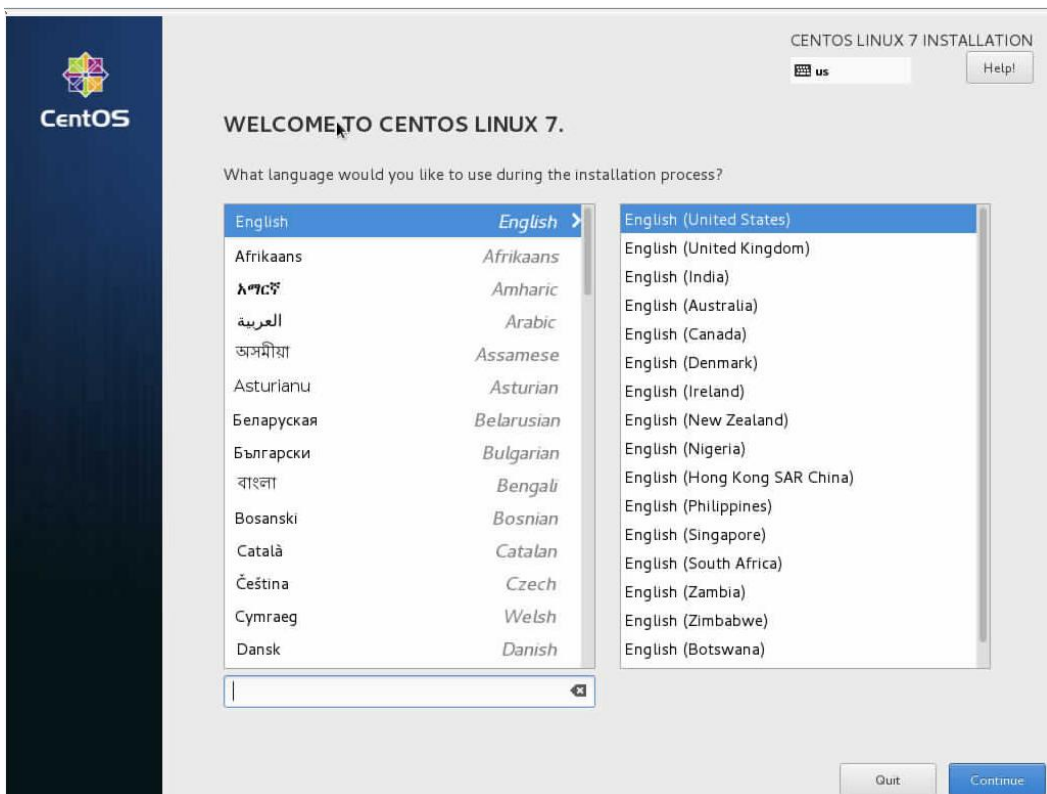 CENTOS LINUX 7 INSTALLATION
us
Help!
CentOS
WELCOME TO CENTOS LINUX 7.
What language would you like to use during the installation process?
English English
Afrikaans Afrikaans
አማርኛ Amharic
العربية Arabic
অসমীয়া Assamese
Asturianu Asturian
Беларуская Belarusian
Български Bulgarian
বাংলা Bengali
Bosanski Bosnian
Català Catalan
Čeština Czech
Cymraeg Welsh
Dansk Danish
English (United States)
English (United Kingdom)
English (India)
English (Australia)
English (Canada)
English (Denmark)
English (Ireland)
English (New Zealand)
English (Nigeria)
English (Hong Kong SAR China)
English (Philippines)
English (Singapore)
English (South Africa)
English (Zambia)
English (Zimbabwe)
English (Botswana)
Quit
Continue